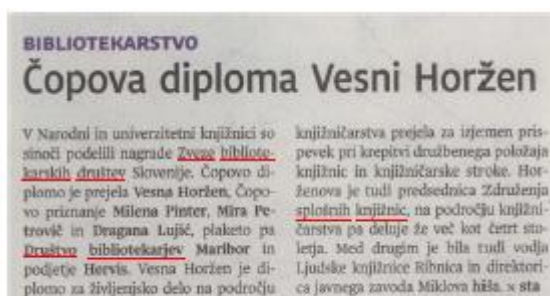 BIBLIOTEKARSTVO
Čopova diploma Vesni Horžen
V Narodni in univerzitetni knjižnici so
sinoči podelili nagrade Zveze bibliote-
karskih društev Slovenije. Čopovo di-
plomo je prejela Vesna Horžen, Čopo-
vo priznanje Milena Pinter, Mira Pe-
trovič in Dragana Lujić, plaketo pa
Društvo bibliotekarjev Maribor in
podjetje Hervis. Vesna Horžen je di-
plomo za življenjsko delo na področju
knjižničarstva prejela za izjemen pris-
pevek pri krepitvi družbenega položaja
knjižnic in knjižničarske stroke. Hor-
ženova je tudi predsednica Združenja
splošnih knjižnic, na področju knjižni-
čarstva pa deluje že več kot četrt sto-
letja. Med drugim je bila tudi vodja
Ljudske knjižnice Ribnica in direktori-
ca javnega zavoda Miklova hiša. × sta